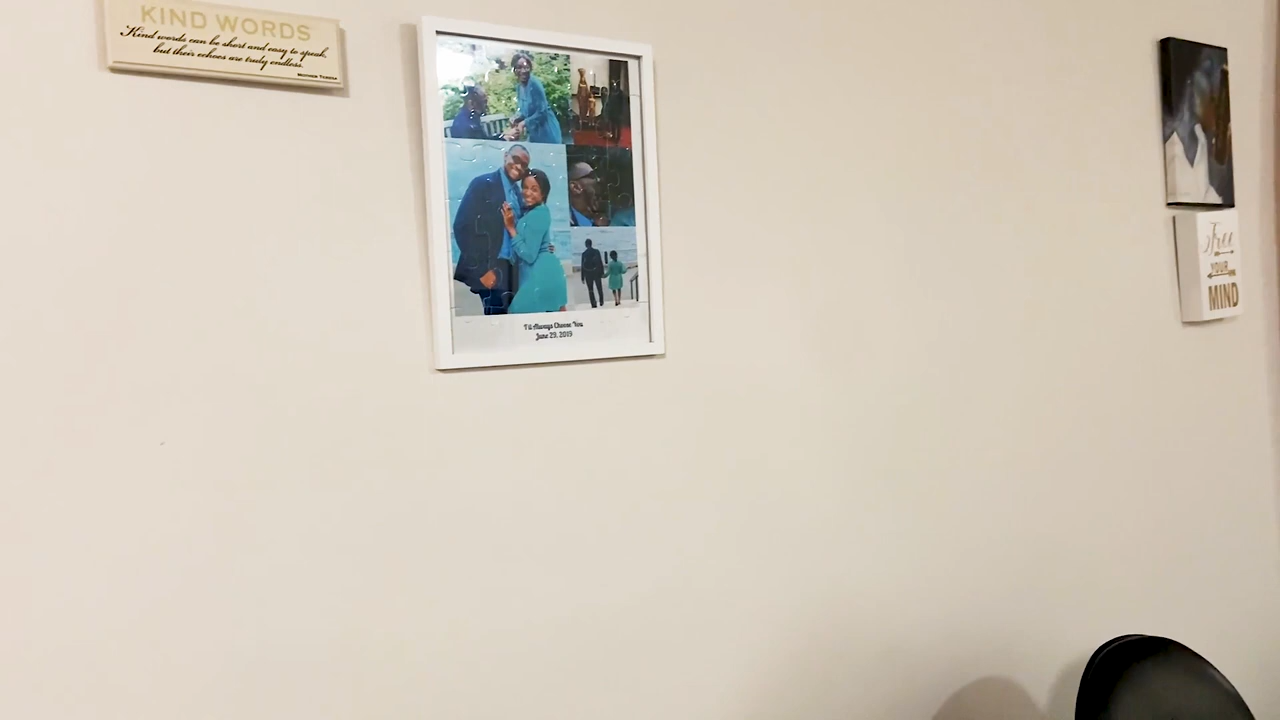 KIND WORDS
Kind words can be short and easy to speak,
but their echoes are truly endless.
MOTHER TERESA
I'll Always Choose You
June 29, 2019
Free
YOUR
MIND